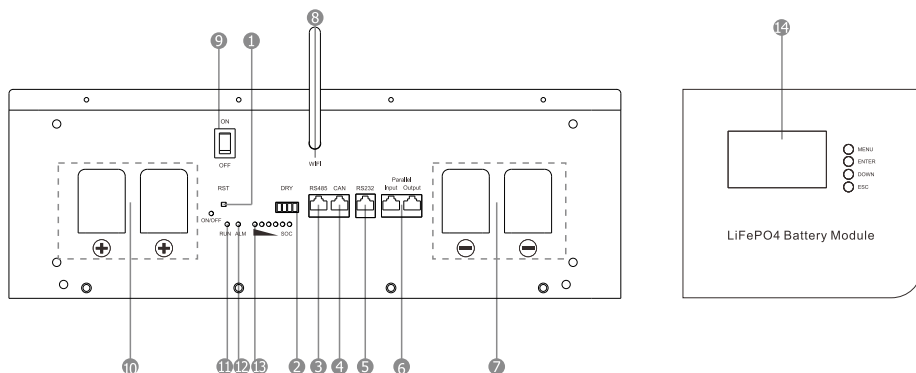 8
9
1
14
ON
OFF
WIFI
RST
DRY
RS485
CAN
RS232
Parallel
Input
Output
ON/OFF
RUN
ALM
SOC
MENU
ENTER
DOWN
ESC
LiFePO4 Battery Module
10
11
12
13
2
3
4
5
6
7